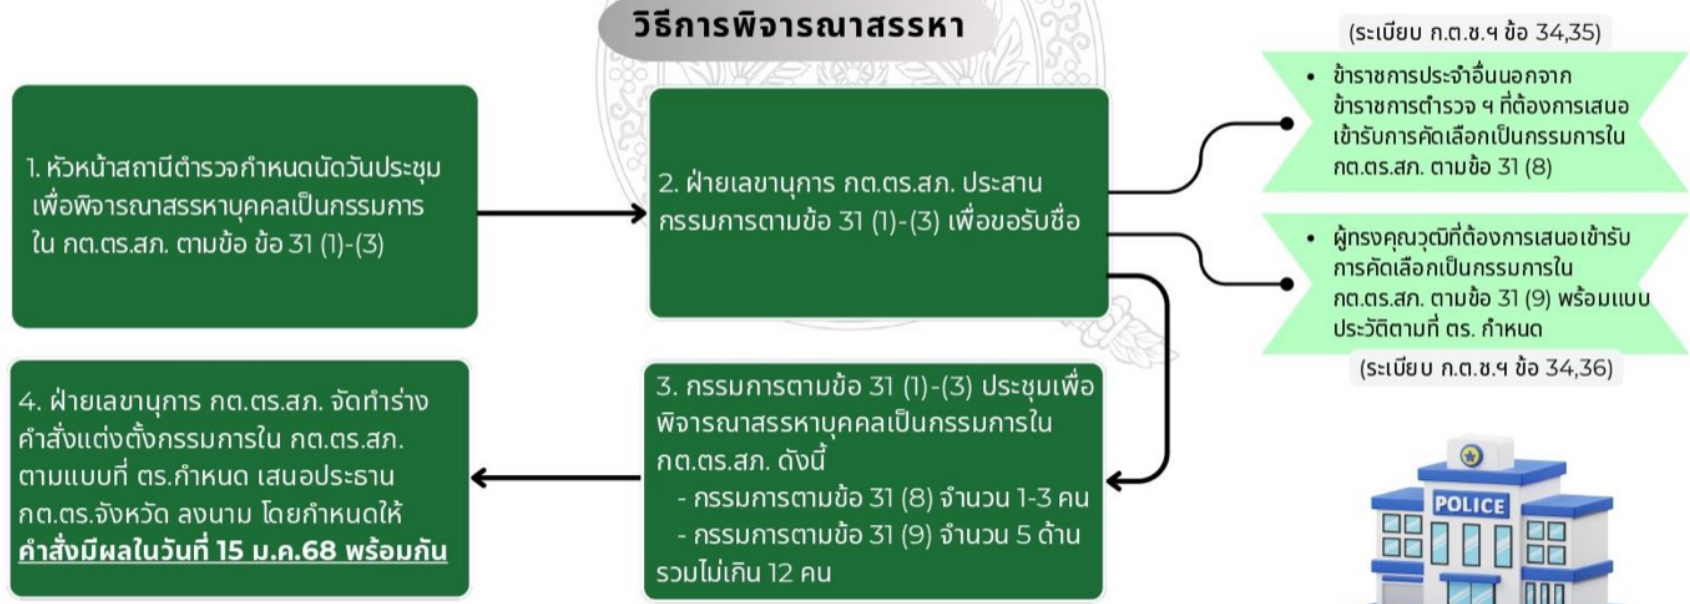 วิธีการพิจารณาสรรหา
1. หัวหน้าสถานีตำรวจกำหนดนัดวันประชุม
เพื่อพิจารณาสรรหาบุคคลเป็นกรรมการ
ใน กต.ตร.สภ. ตามข้อ ข้อ 31 (1)-(3)
2. ฝ่ายเลขานุการ กต.ตร.สภ. ประสาน
กรรมการตามข้อ 31 (1)-(3) เพื่อขอรับชื่อ
(ระเบียบ ก.ต.ช.ฯ ข้อ 34,35)
• ข้าราชการประจำอื่นนอกจาก
ข้าราชการตำรวจ ฯ ที่ต้องการเสนอ
เข้ารับการคัดเลือกเป็นกรรมการใน
กต.ตร.สภ. ตามข้อ 31 (8)
• ผู้ทรงคุณวุฒิที่ต้องการเสนอเข้ารับ
การคัดเลือกเป็นกรรมการใน
กต.ตร.สภ. ตามข้อ 31 (9) พร้อมแบบ
ประวัติตามที่ ตร. กำหนด
(ระเบียบ ก.ต.ช.ฯ ข้อ 34,36)
3. กรรมการตามข้อ 31 (1)-(3) ประชุมเพื่อ
พิจารณาสรรหาบุคคลเป็นกรรมการใน
กต.ตร.สภ. ดังนี้
- กรรมการตามข้อ 31 (8) จำนวน 1-3 คน
- กรรมการตามข้อ 31 (9) จำนวน 5 ด้าน
รวมไม่เกิน 12 คน
4. ฝ่ายเลขานุการ กต.ตร.สภ. จัดทำร่าง
คำสั่งแต่งตั้งกรรมการใน กต.ตร.สภ.
ตามแบบที่ ตร.กำหนด เสนอประธาน
กต.ตร.จังหวัด ลงนาม โดยกำหนดให้
คำสั่งมีผลในวันที่ 15 ม.ค.68 พร้อมกัน
POLICE